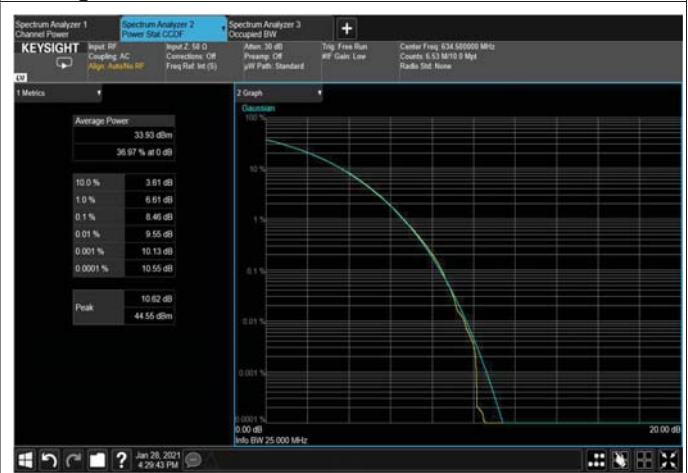 Spectrum Analyzer 1
Channel Power
Spectrum Analyzer 2
Power Stat CCDF
Spectrum Analyzer 3
Occupied BW
+
KEYSIGHT
Input: RF
Coupling: AC
Align: Auto/No RF
Input Z: 50 Ω
Corrections: Off
Freq Ref: Int (S)
Atten: 30 dB
Preamp: Off
µW Path: Standard
Trig: Free Run
#IF Gain: Low
Center Freq: 634.500000 MHz
Counts: 6.53 M/10.0 Mpt
Radio Std: None
1 Metrics
Average Power
33.93 dBm
36.97 % at 0 dB
10.0 % 3.61 dB
1.0 % 6.61 dB
0.1 % 8.46 dB
0.01 % 9.55 dB
0.001 % 10.13 dB
0.0001 % 10.55 dB
Peak
10.62 dB
44.55 dBm
2 Graph
Gaussian
100 %
10 %
1 %
0.1 %
0.01 %
0.001 %
0.0001 %
0.00 dB
20.00 dB
Info BW 25.000 MHz
?
Jan 28, 2021
4:29:43 PM